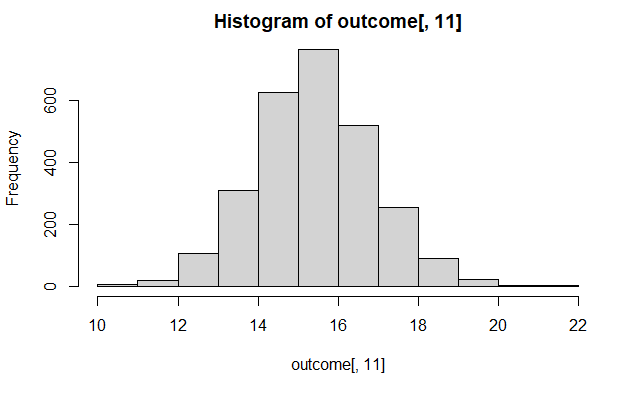 Histogram of outcome[, 11]
Frequency
600
400
200
0
10 12 14 16 18 20 22
outcome[, 11]